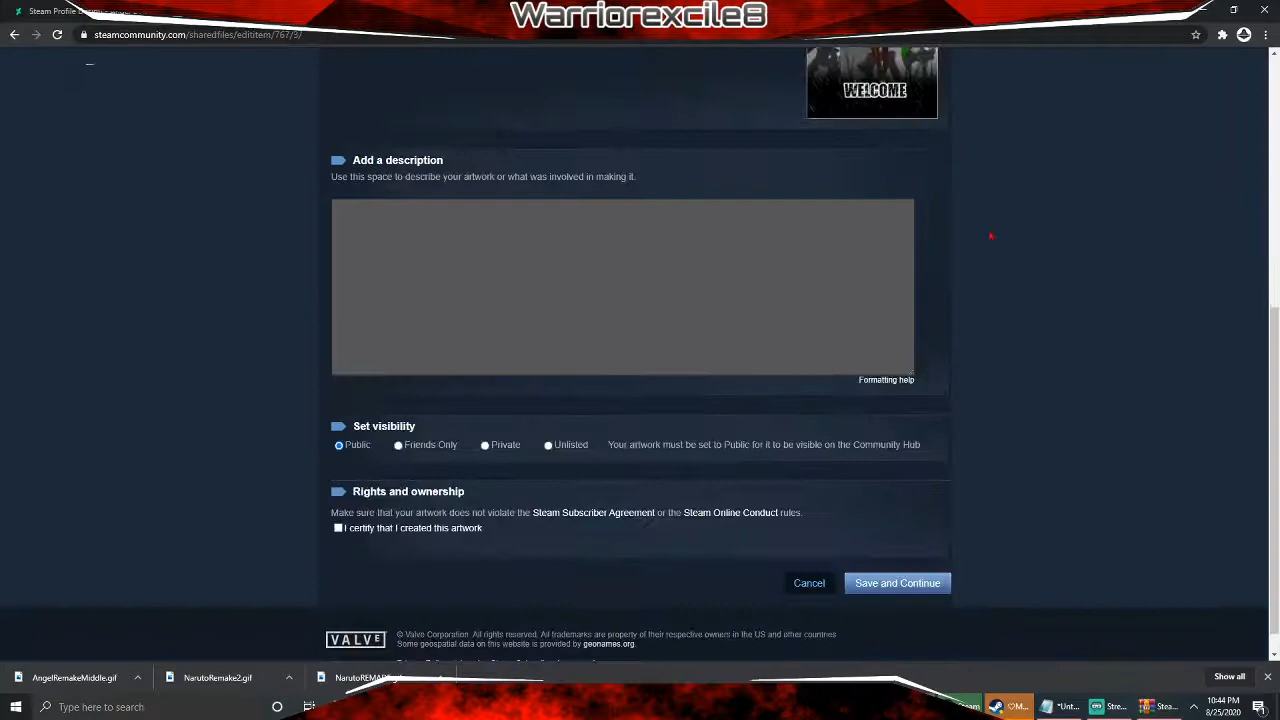 Warriorexcile8
steamcommunity.com/sharedfiles/edititem/767/3/
WELCOME
Add a description
Use this space to describe your artwork or what was involved in making it.
Formatting help
Set visibility
Public Friends Only Private Unlisted Your artwork must be set to Public for it to be visible on the Community Hub
Rights and ownership
Make sure that your artwork does not violate the Steam Subscriber Agreement or the Steam Online Conduct rules.
I certify that I created this artwork
Cancel Save and Continue
VALVE
© Valve Corporation. All rights reserved. All trademarks are property of their respective owners in the US and other countries
Some geospatial data on this website is provided by geonames.org.
AngelRemakeMiddle.gif NarutoRemake2.gif Show all
Type here to search
Stre... Stea...
10:44 PM
8/25/2020